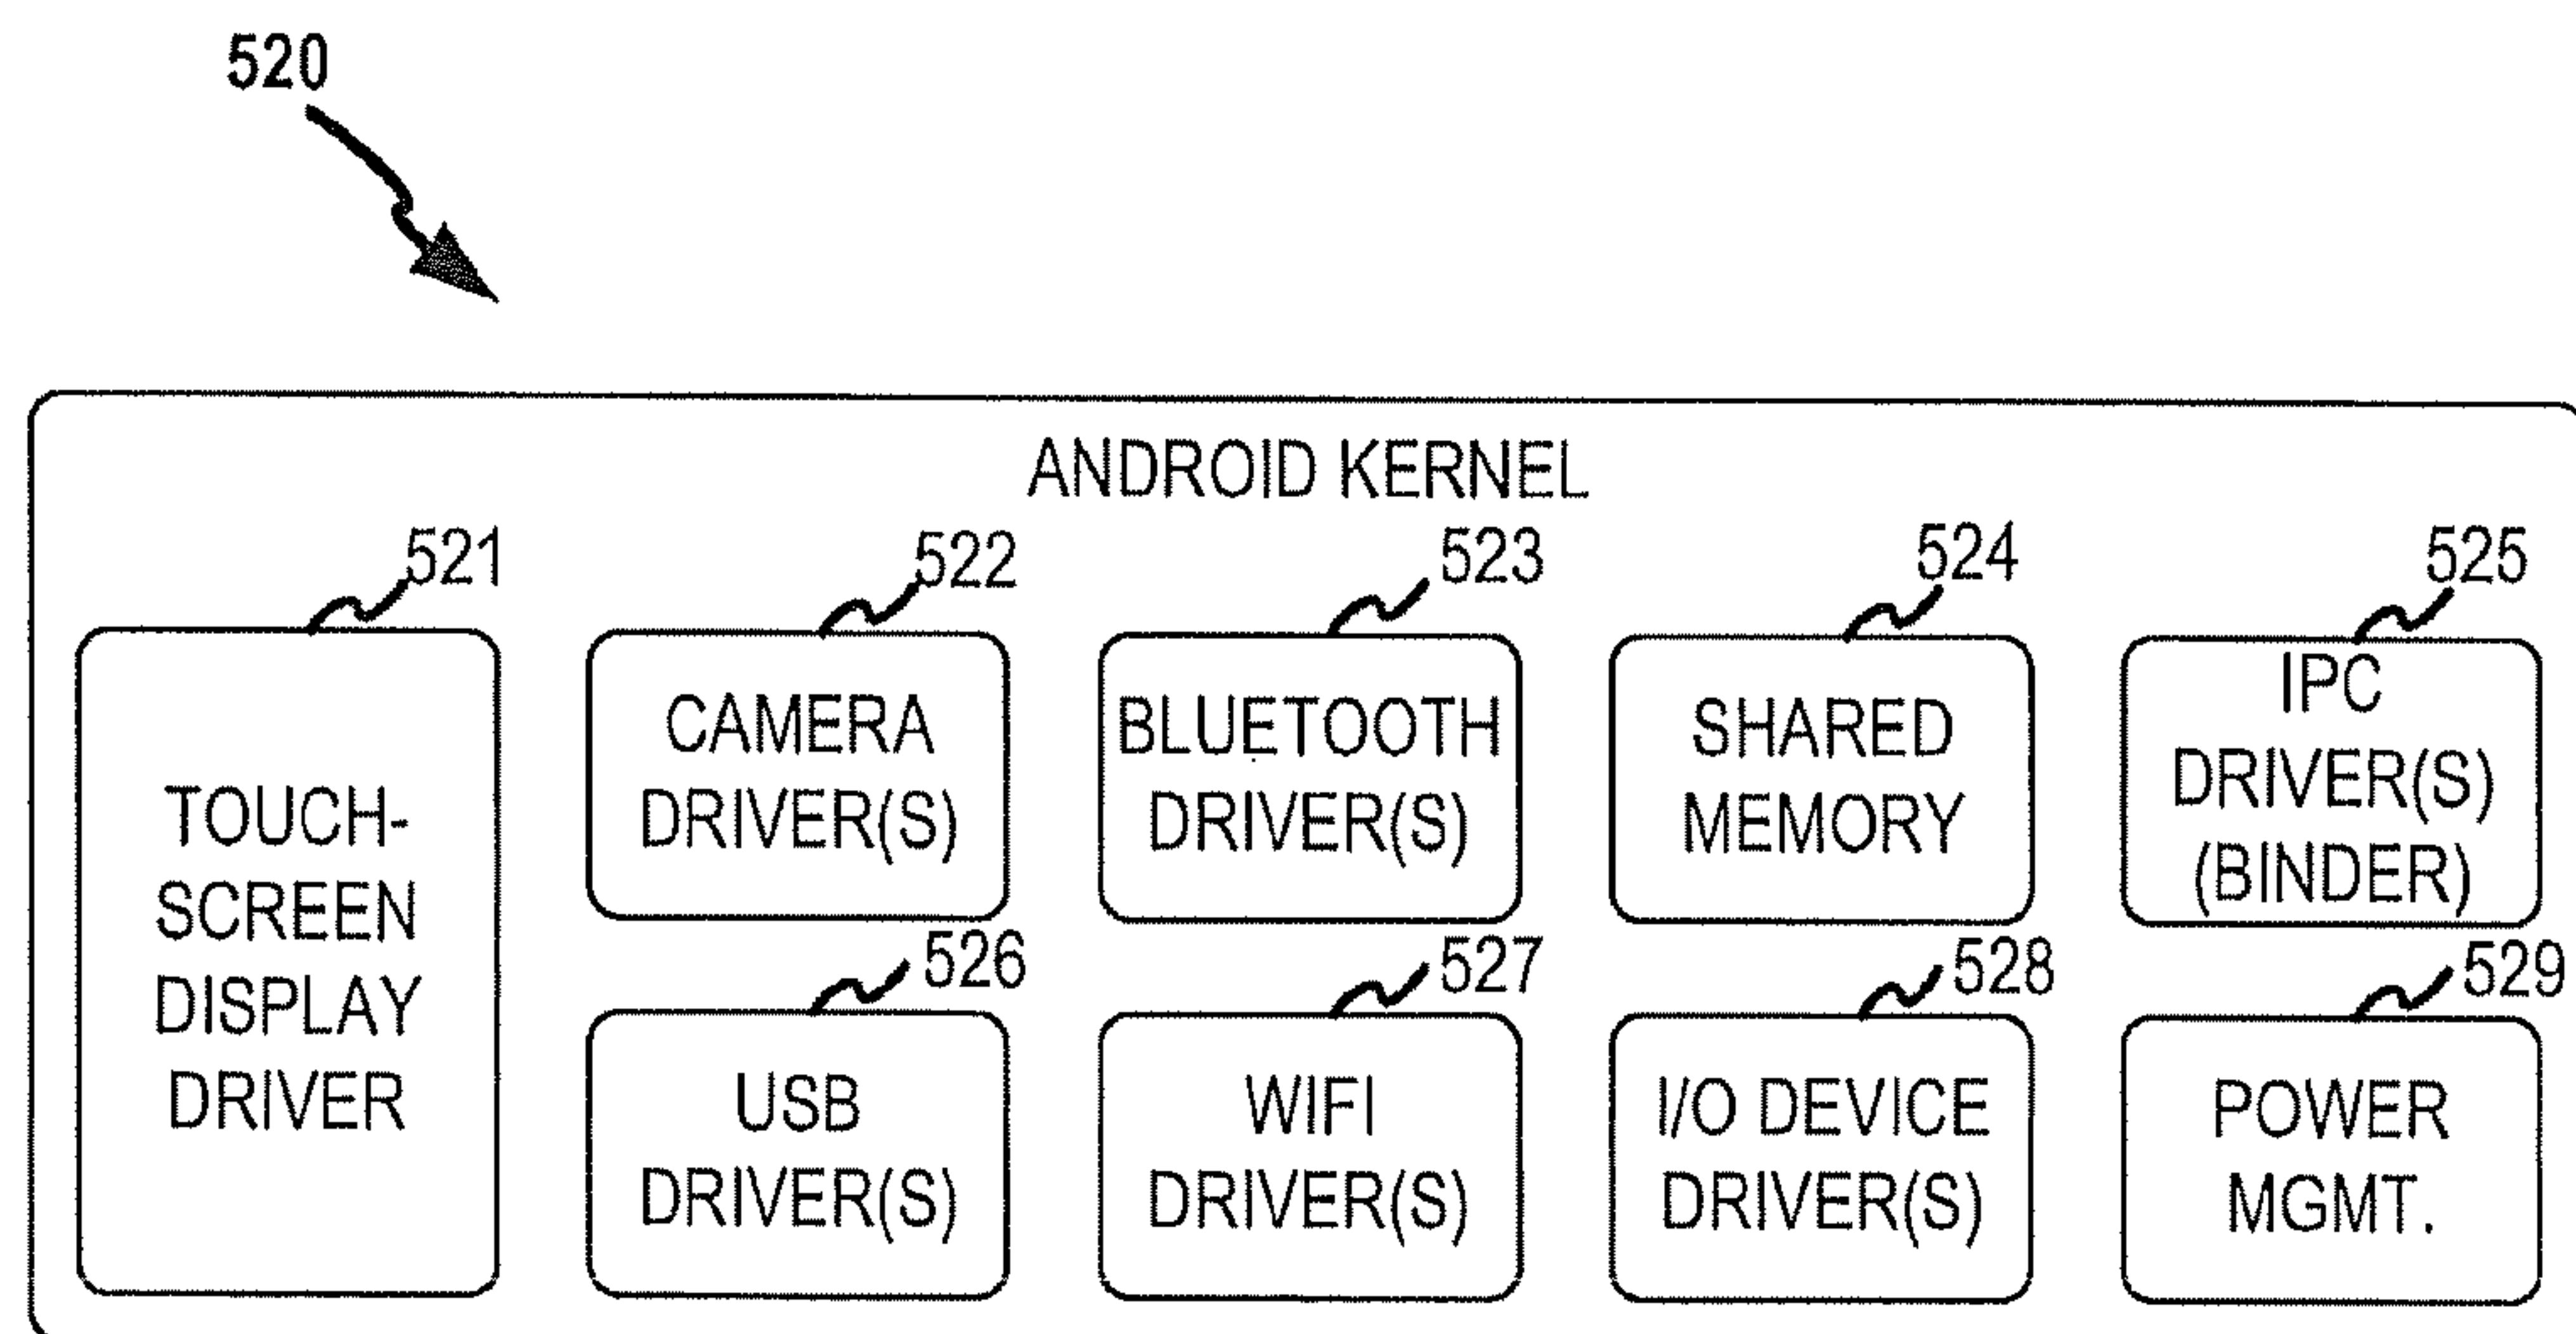 520
ANDROID KERNEL
521
522
523
524
525
TOUCH-
SCREEN
DISPLAY
DRIVER
CAMERA
DRIVER(S)
BLUETOOTH
DRIVER(S)
SHARED
MEMORY
IPC
DRIVER(S)
(BINDER)
526
527
528
529
USB
DRIVER(S)
WIFI
DRIVER(S)
I/O DEVICE
DRIVER(S)
POWER
MGMT.